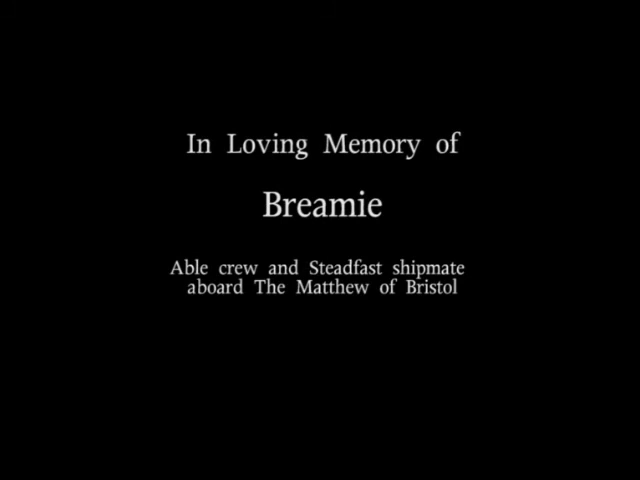 In Loving Memory of
Breamie
Able crew and Steadfast shipmate
aboard The Matthew of Bristol